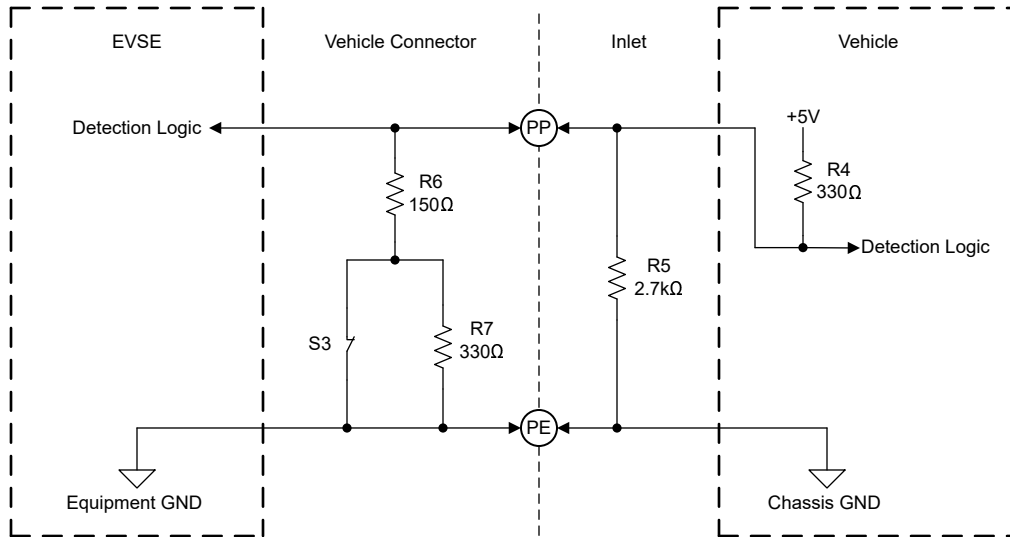 EVSE
Vehicle Connector
Inlet
Vehicle
Detection Logic
PP
+5V
R4
330Ω
R6
150Ω
Detection Logic
R5
2.7kΩ
S3
R7
330Ω
PE
Equipment GND
Chassis GND